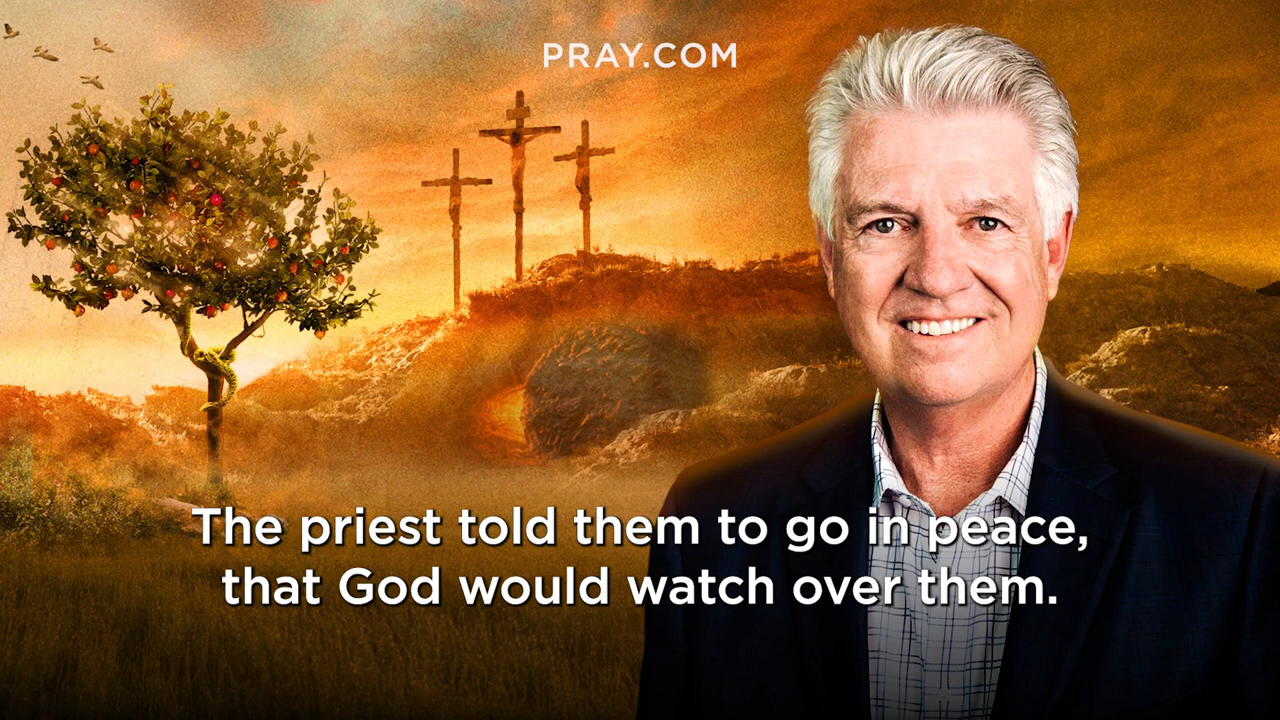 PRAY.COM
The priest told them to go in peace,
that God would watch over them.